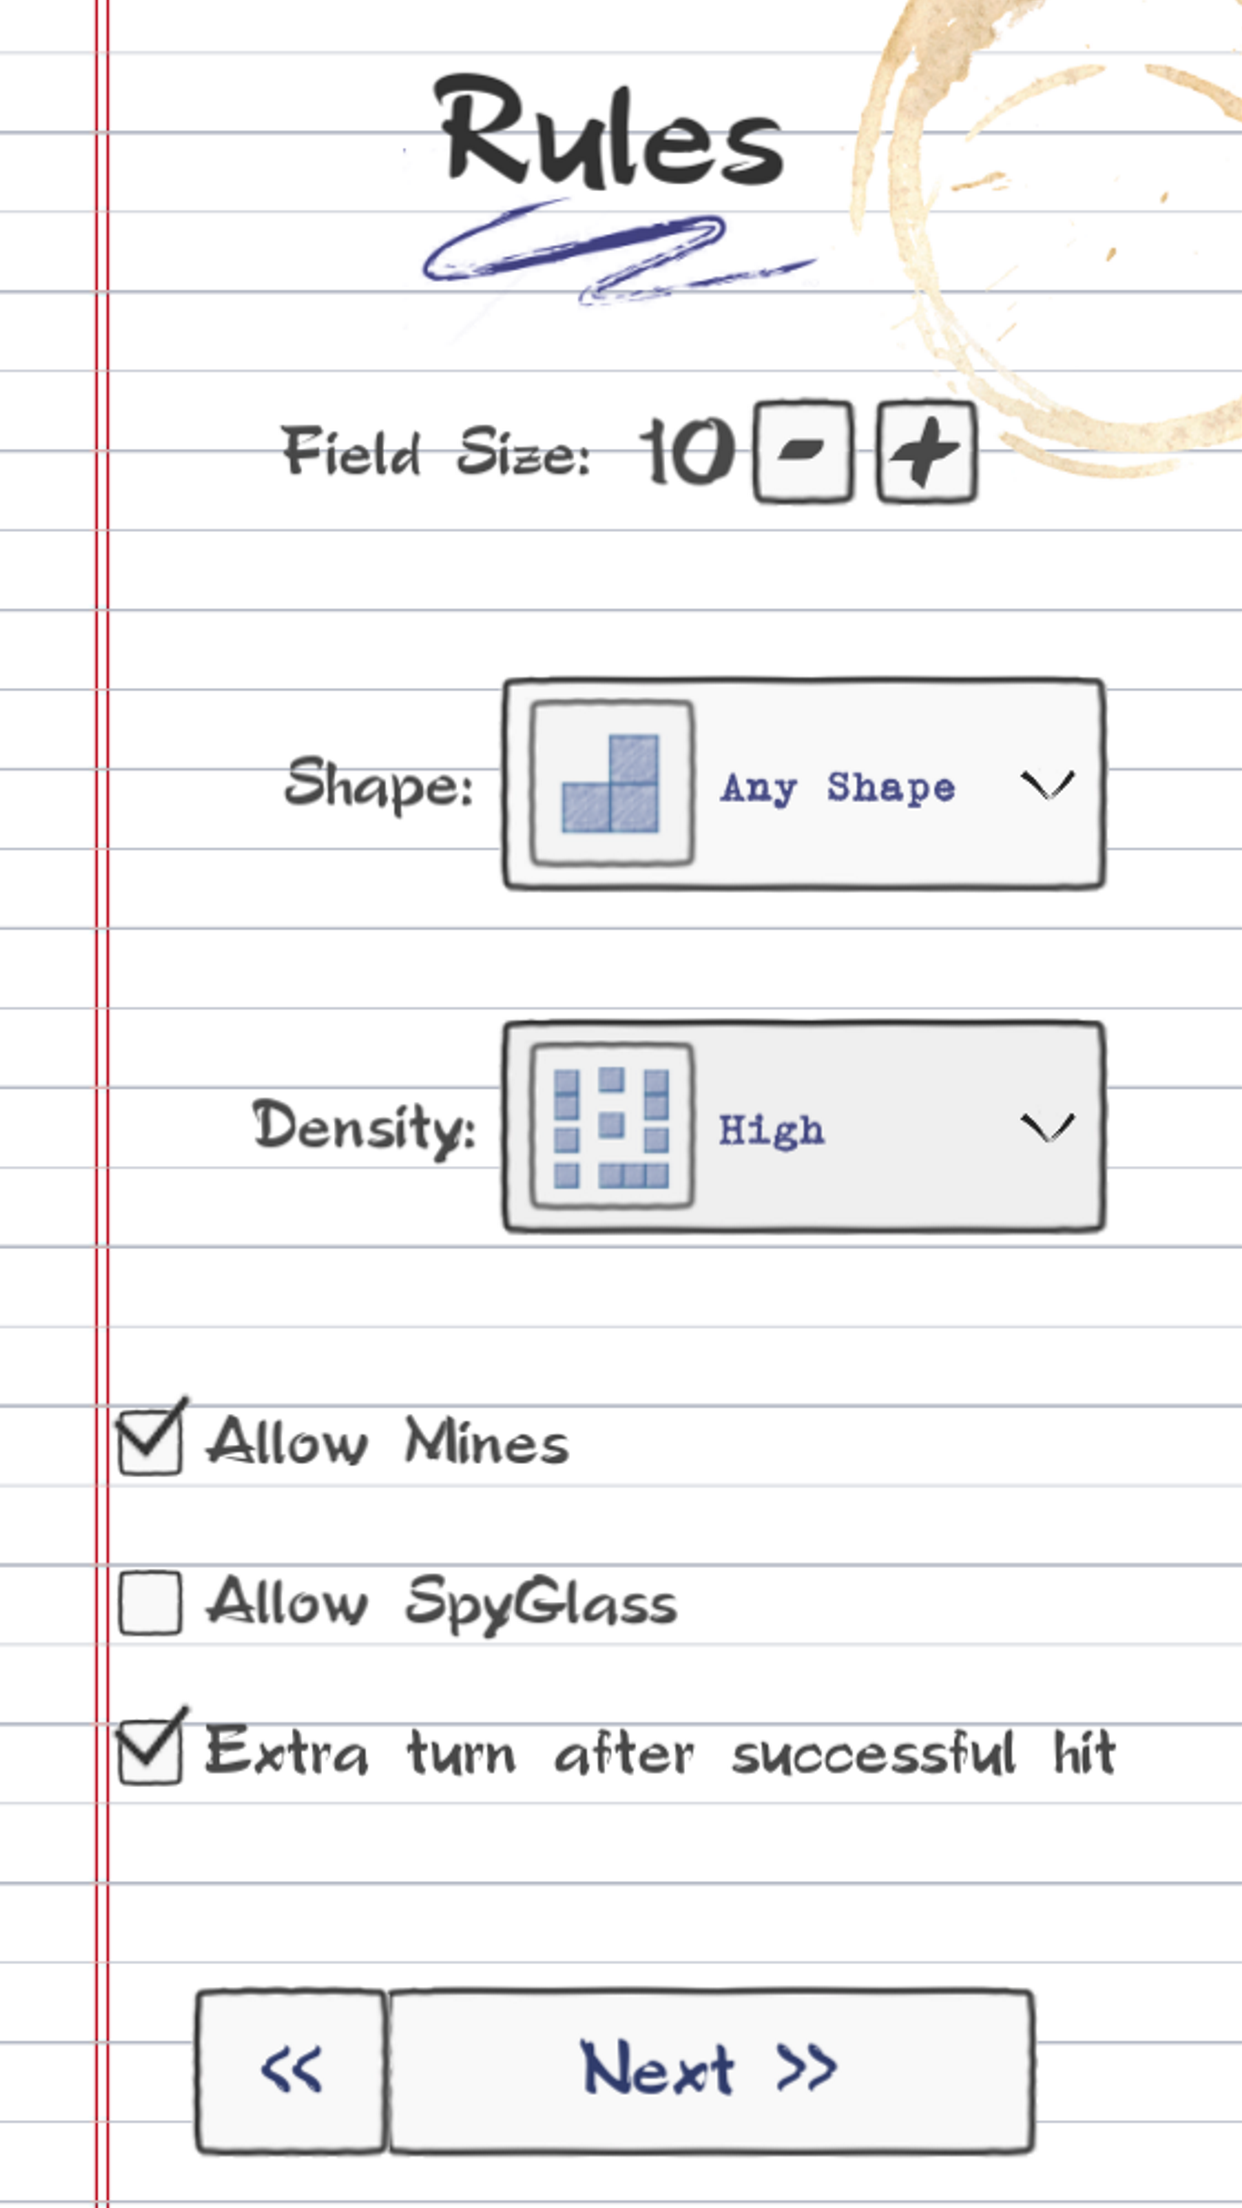 Rules
Field Size: 10 - +
Shape: Any Shape
Density: High
Allow Mines
Allow SpyGlass
Extra turn after successful hit
<< Next >>